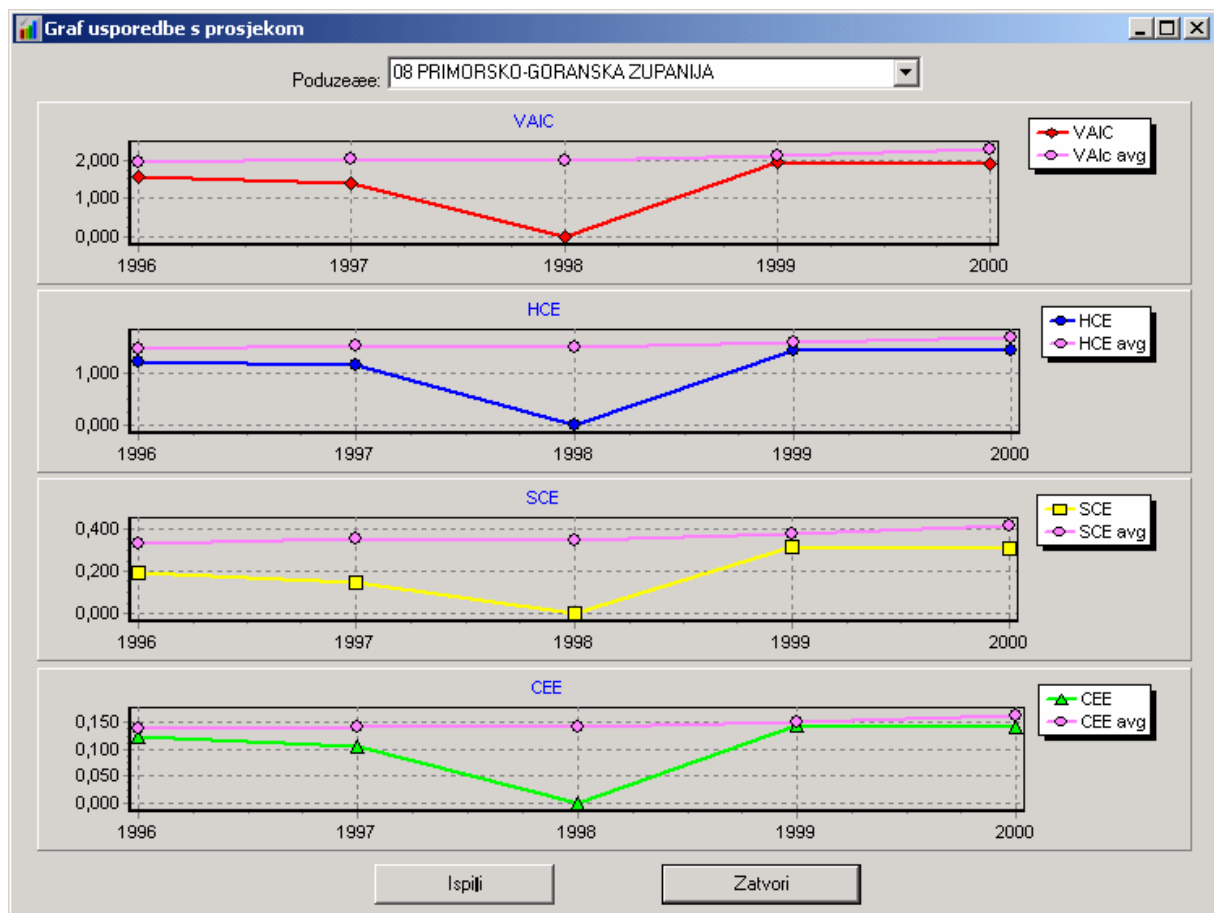 Graf usporedbe s prosjekom
Poduzeæe: 08 PRIMORSKO-GORANSKA ZUPANIJA
VAIC
2,000
1,000
0,000
1996 1997 1998 1999 2000
VAIC
VAIc avg
HCE
1,000
0,000
1996 1997 1998 1999 2000
HCE
HCE avg
SCE
0,400
0,200
0,000
1996 1997 1998 1999 2000
SCE
SCE avg
CEE
0,150
0,100
0,050
0,000
1996 1997 1998 1999 2000
CEE
CEE avg
Ispili Zatvori